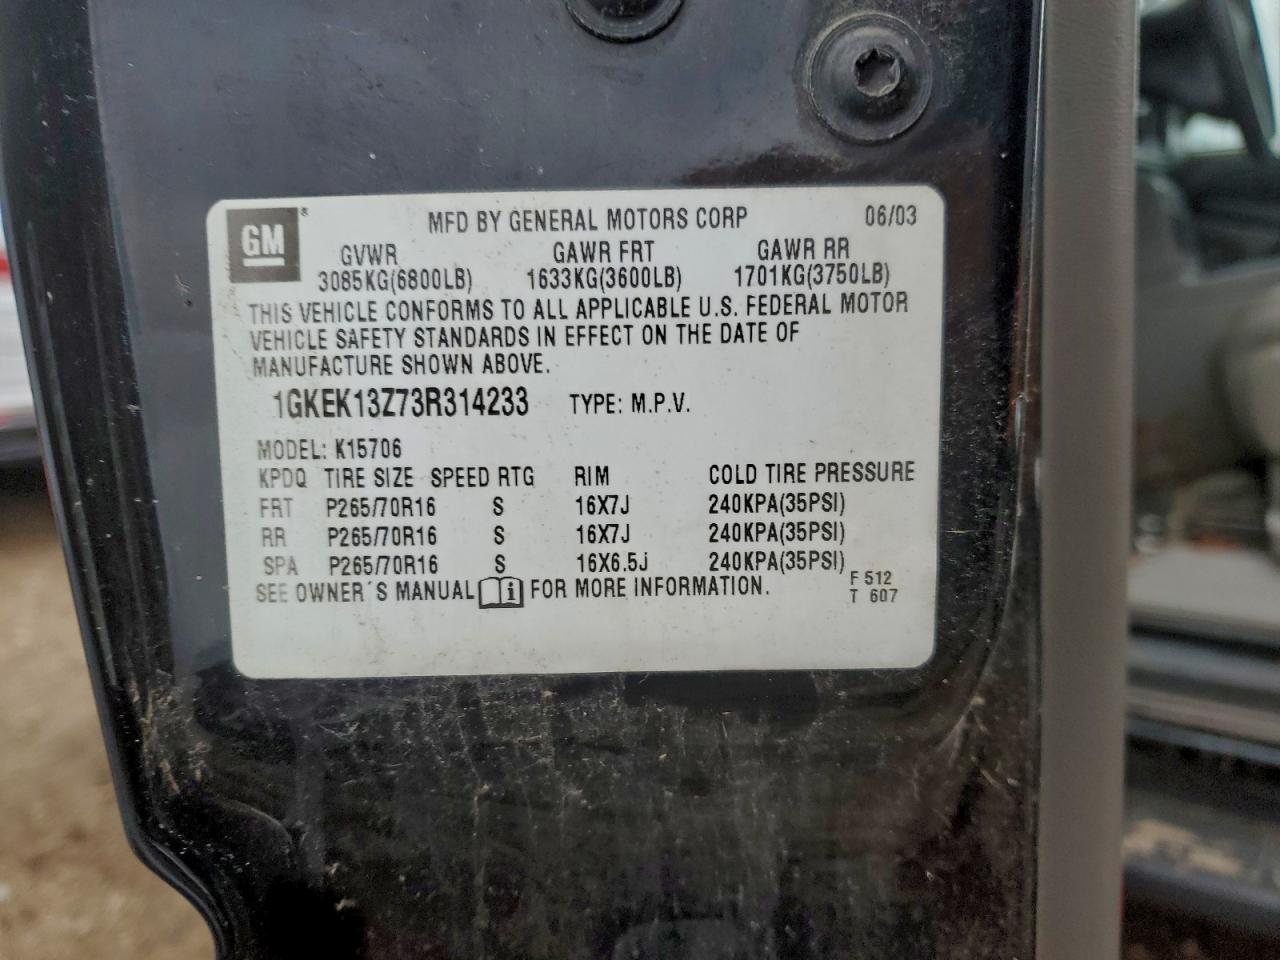 GM® MFD BY GENERAL MOTORS CORP 06/03
GVWR GAWR FRT GAWR RR
3085KG(6800LB) 1633KG(3600LB) 1701KG(3750LB)
THIS VEHICLE CONFORMS TO ALL APPLICABLE U.S. FEDERAL MOTOR
VEHICLE SAFETY STANDARDS IN EFFECT ON THE DATE OF
MANUFACTURE SHOWN ABOVE.
1GKEK13Z73R314233 TYPE: M.P.V.
MODEL: K15706
KPDQ TIRE SIZE SPEED RTG RIM COLD TIRE PRESSURE
FRT P265/70R16 S 16X7J 240KPA(35PSI)
RR P265/70R16 S 16X7J 240KPA(35PSI)
SPA P265/70R16 S 16X6.5J 240KPA(35PSI)
SEE OWNER´S MANUAL i FOR MORE INFORMATION. F 512
T 607